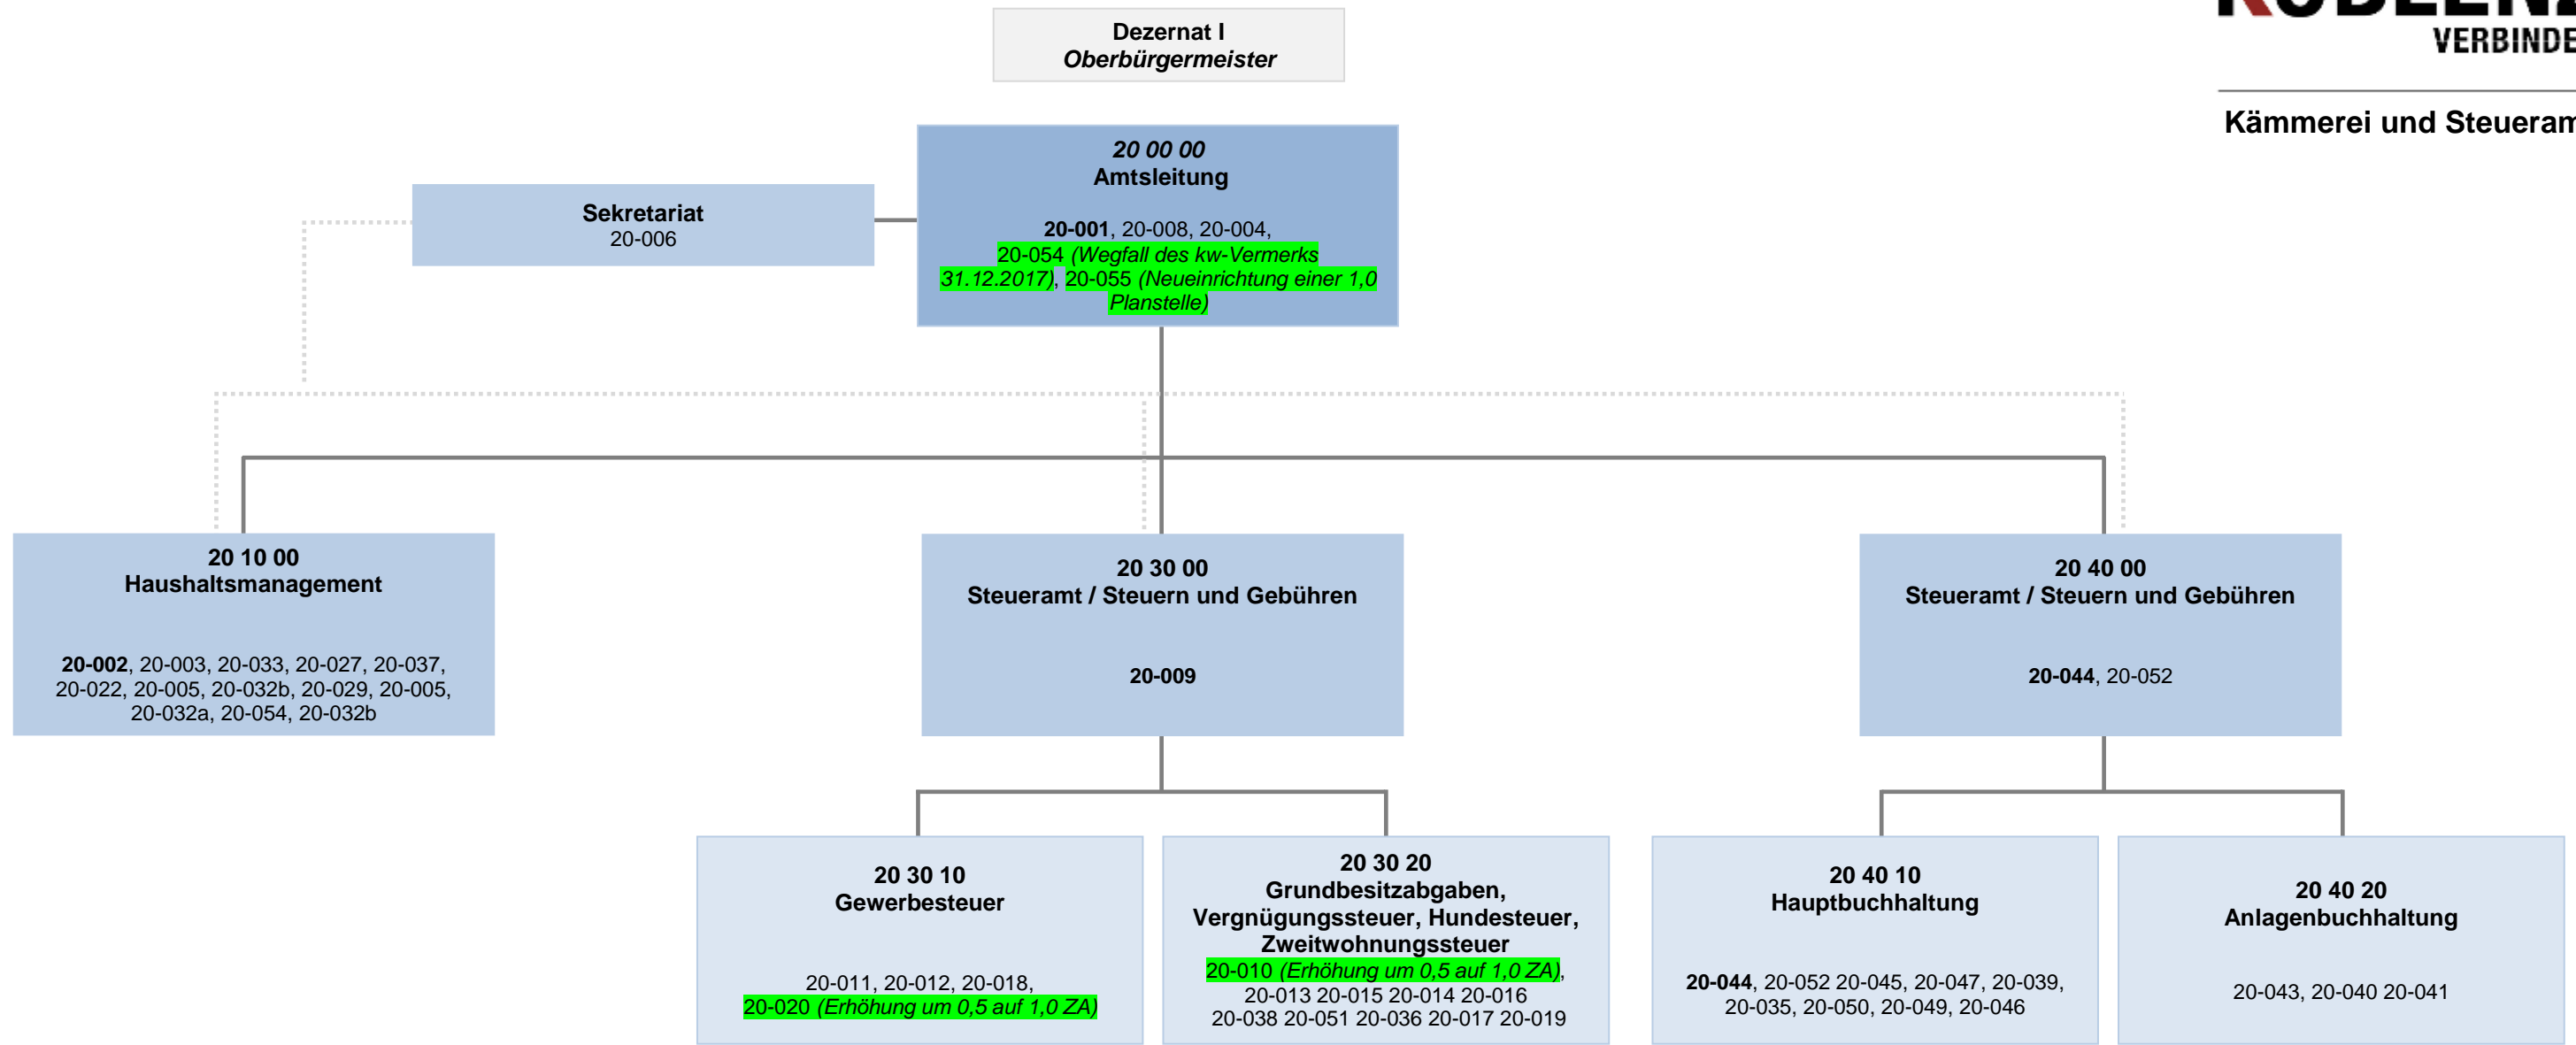 Dezernat I
Oberbürgermeister
VERBINDE
Kämmerei und Steueram
20 00 00
Amtsleitung
20-001, 20-008, 20-004,
20-054 (Wegfall des kw-Vermerks
31.12.2017), 20-055 (Neueinrichtung einer 1,0
Planstelle)
Sekretariat
20-006
20 10 00
Haushaltsmanagement
20-002, 20-003, 20-033, 20-027, 20-037,
20-022, 20-005, 20-032b, 20-029, 20-005,
20-032a, 20-054, 20-032b
20 30 00
Steueramt / Steuern und Gebühren
20-009
20 40 00
Steueramt / Steuern und Gebühren
20-044, 20-052
20 30 10
Gewerbesteuer
20-011, 20-012, 20-018,
20-020 (Erhöhung um 0,5 auf 1,0 ZA)
20 30 20
Grundbesitzabgaben,
Vergnügungssteuer, Hundesteuer,
Zweitwohnungssteuer
20-010 (Erhöhung um 0,5 auf 1,0 ZA),
20-013 20-015 20-014 20-016
20-038 20-051 20-036 20-017 20-019
20 40 10
Hauptbuchhaltung
20-044, 20-052 20-045, 20-047, 20-039,
20-035, 20-050, 20-049, 20-046
20 40 20
Anlagenbuchhaltung
20-043, 20-040 20-041